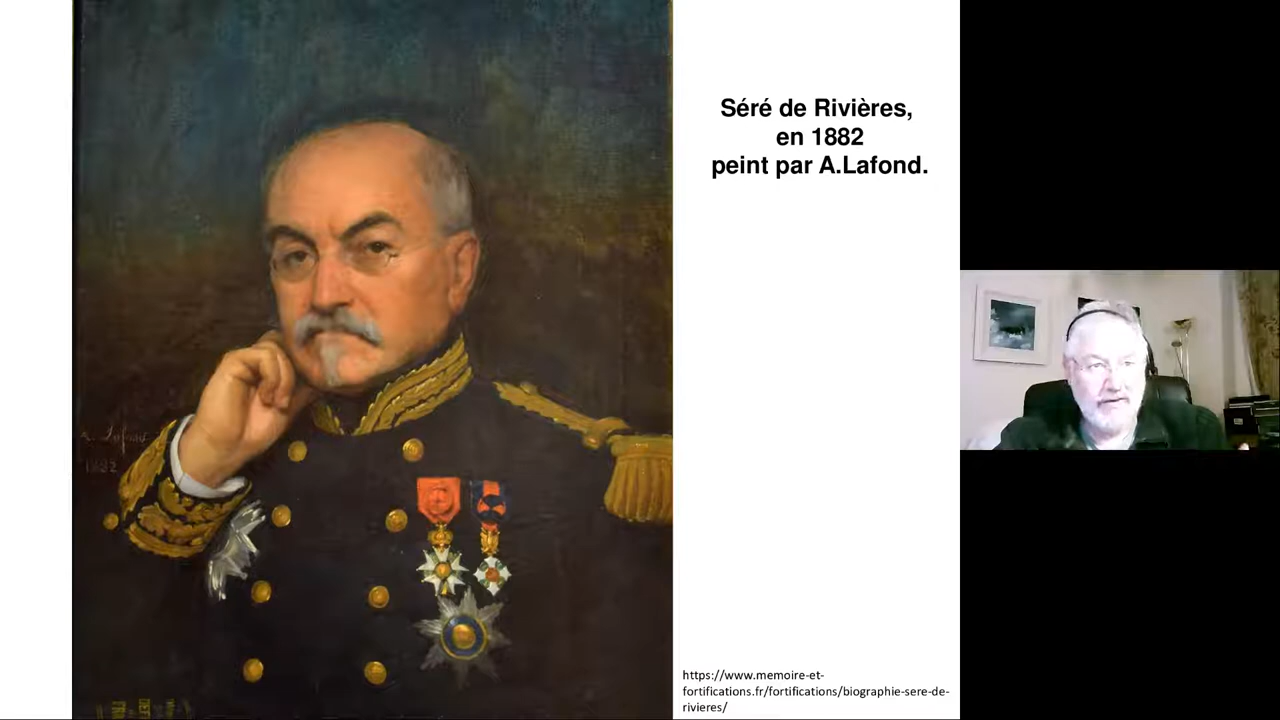 Séré de Rivières,
en 1882
peint par A.Lafond.
1882
https://www.memoire-et-
fortifications.fr/fortifications/biographie-sere-de-
rivieres/